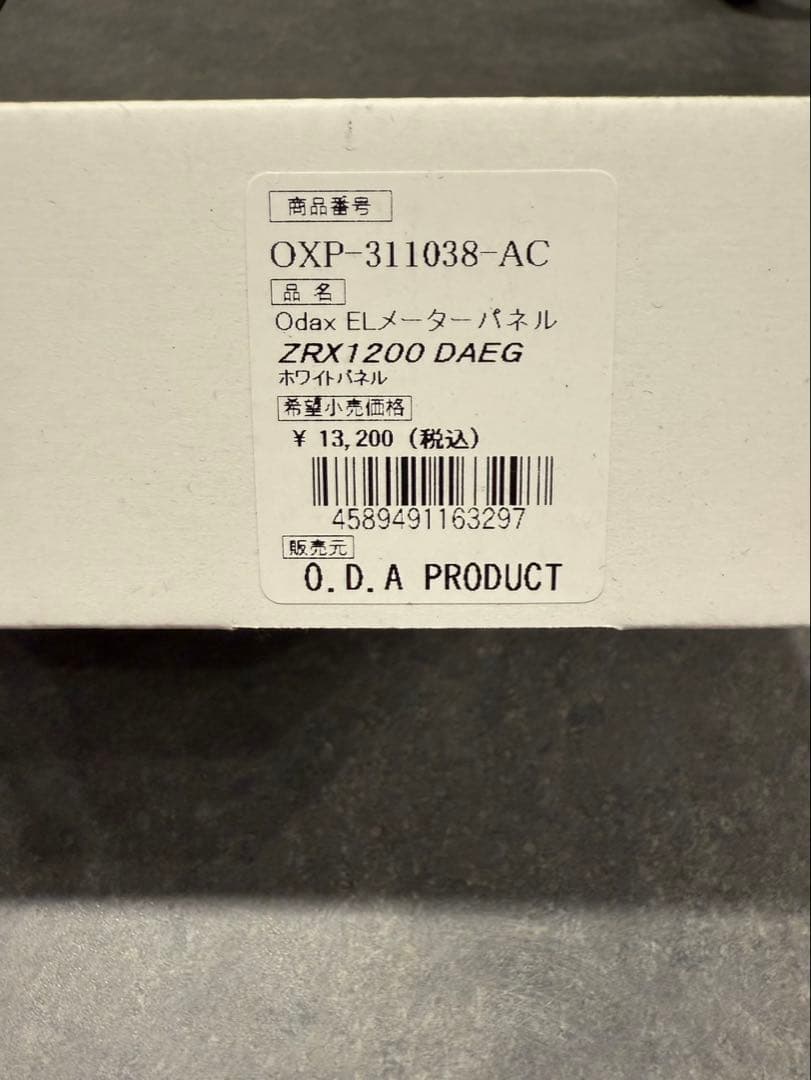 商品番号
OXP-311038-AC
品名
Odax ELメーターパネル
ZRX1200 DAEG
ホワイトパネル
希望小売価格
¥ 13,200 (税込)
4589491163297
販売元
O.D.A PRODUCT